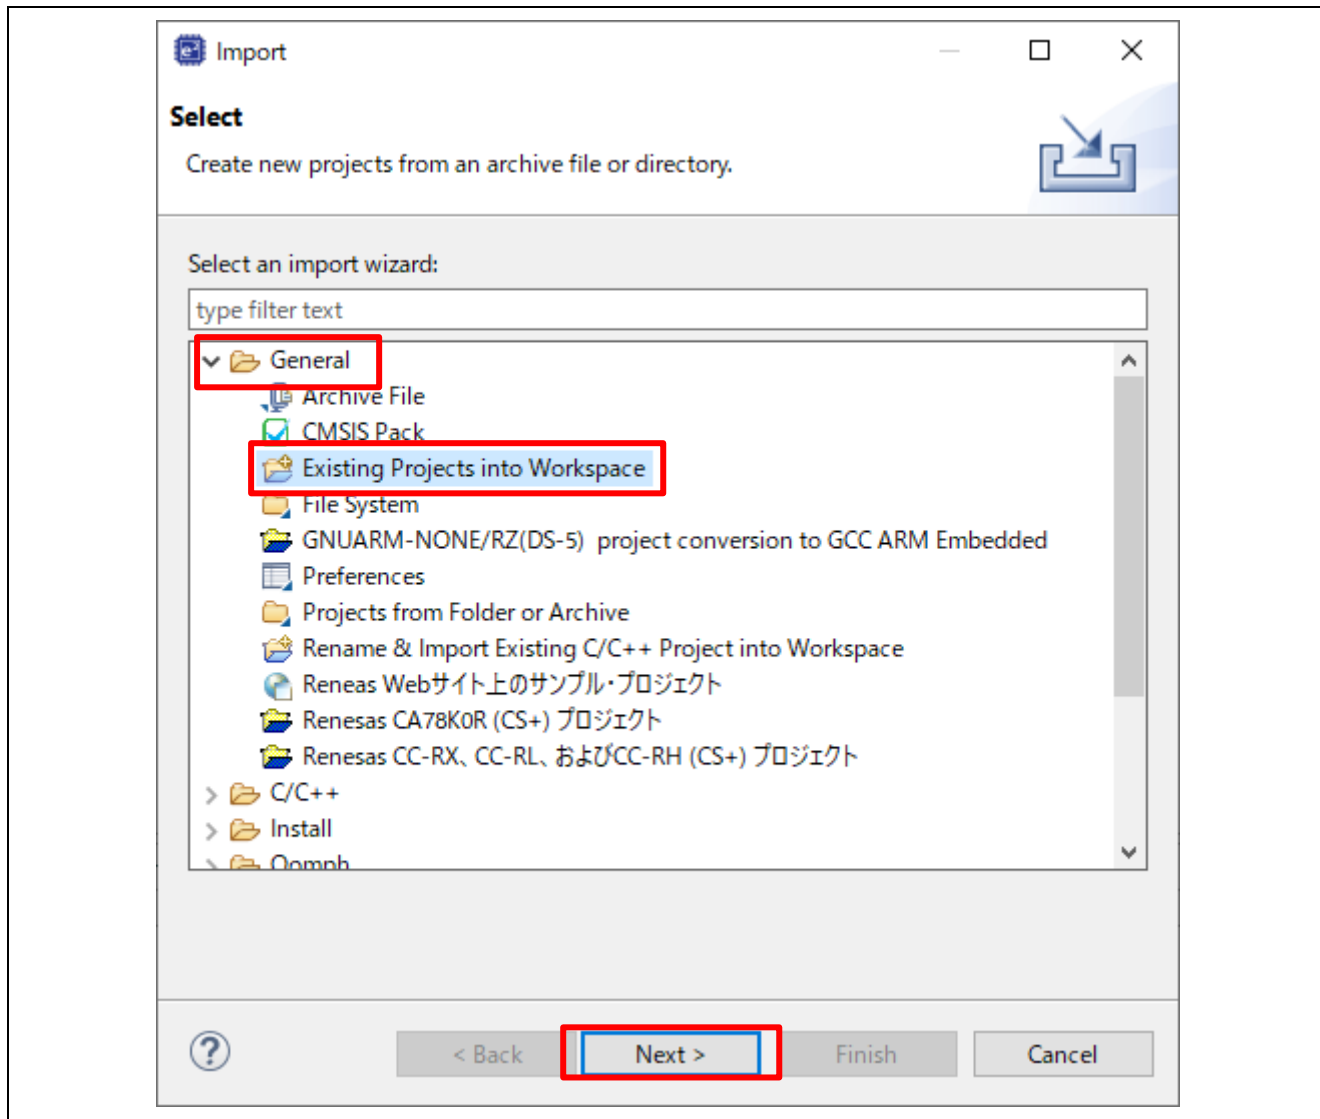 Import
Select
Create new projects from an archive file or directory.
Select an import wizard:
type filter text
General
Archive File
CMSIS Pack
Existing Projects into Workspace
File System
GNUARM-NONE/RZ(DS-5) project conversion to GCC ARM Embedded
Preferences
Projects from Folder or Archive
Rename & Import Existing C/C++ Project into Workspace
Reneas Webサイト上のサンプル・プロジェクト
Renesas CA78K0R (CS+) プロジェクト
Renesas CC-RX、CC-RL、およびCC-RH (CS+) プロジェクト
C/C++
Install
Oomph
< Back Next > Finish Cancel